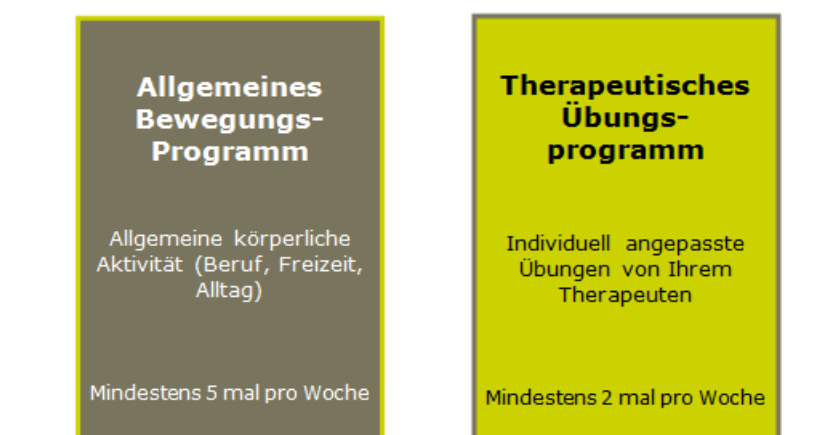 Allgemeines
Bewegungs-
Programm
Allgemeine körperliche
Aktivität (Beruf, Freizeit,
Alltag)
Mindestens 5 mal pro Woche
Therapeutisches
Übungs-
programm
Individuell angepasste
Übungen von Ihrem
Therapeuten
Mindestens 2 mal pro Woche